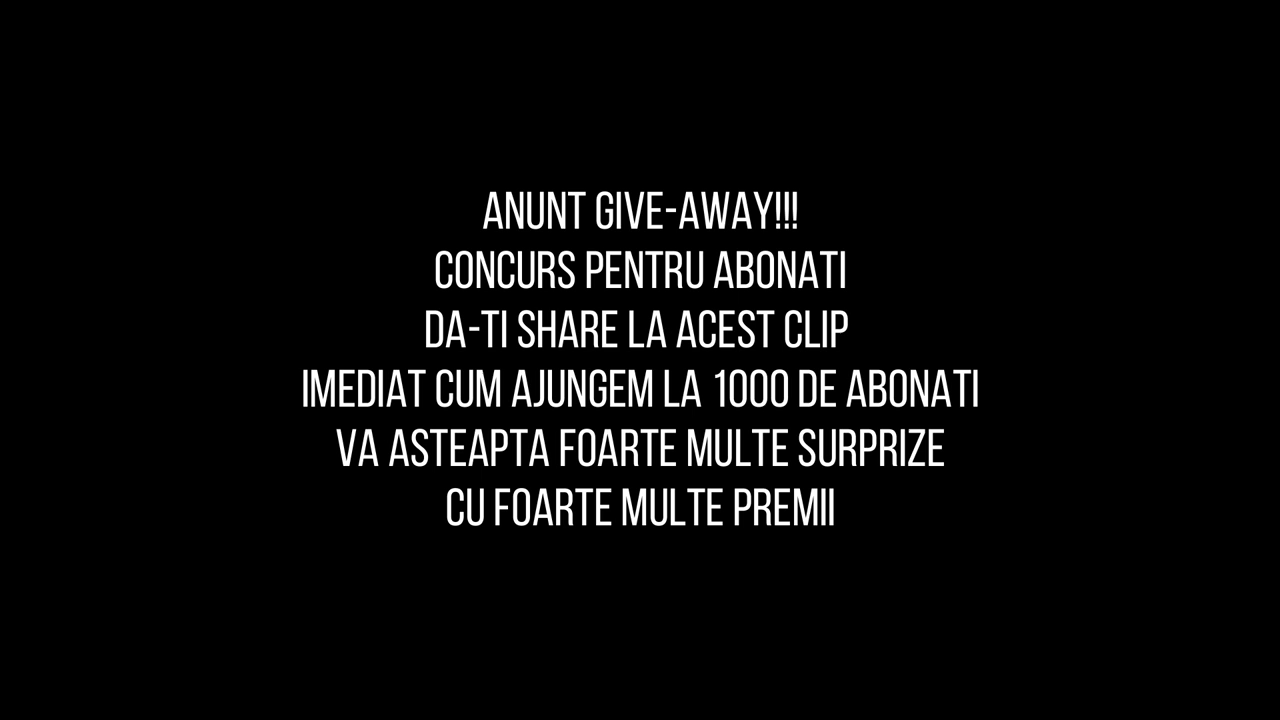 ANUNT GIVE-AWAY!!!
CONCURS PENTRU ABONATI
DA-TI SHARE LA ACEST CLIP
IMEDIAT CUM AJUNGEM LA 1000 DE ABONATI
VA ASTEAPTA FOARTE MULTE SURPRIZE
CU FOARTE MULTE PREMII